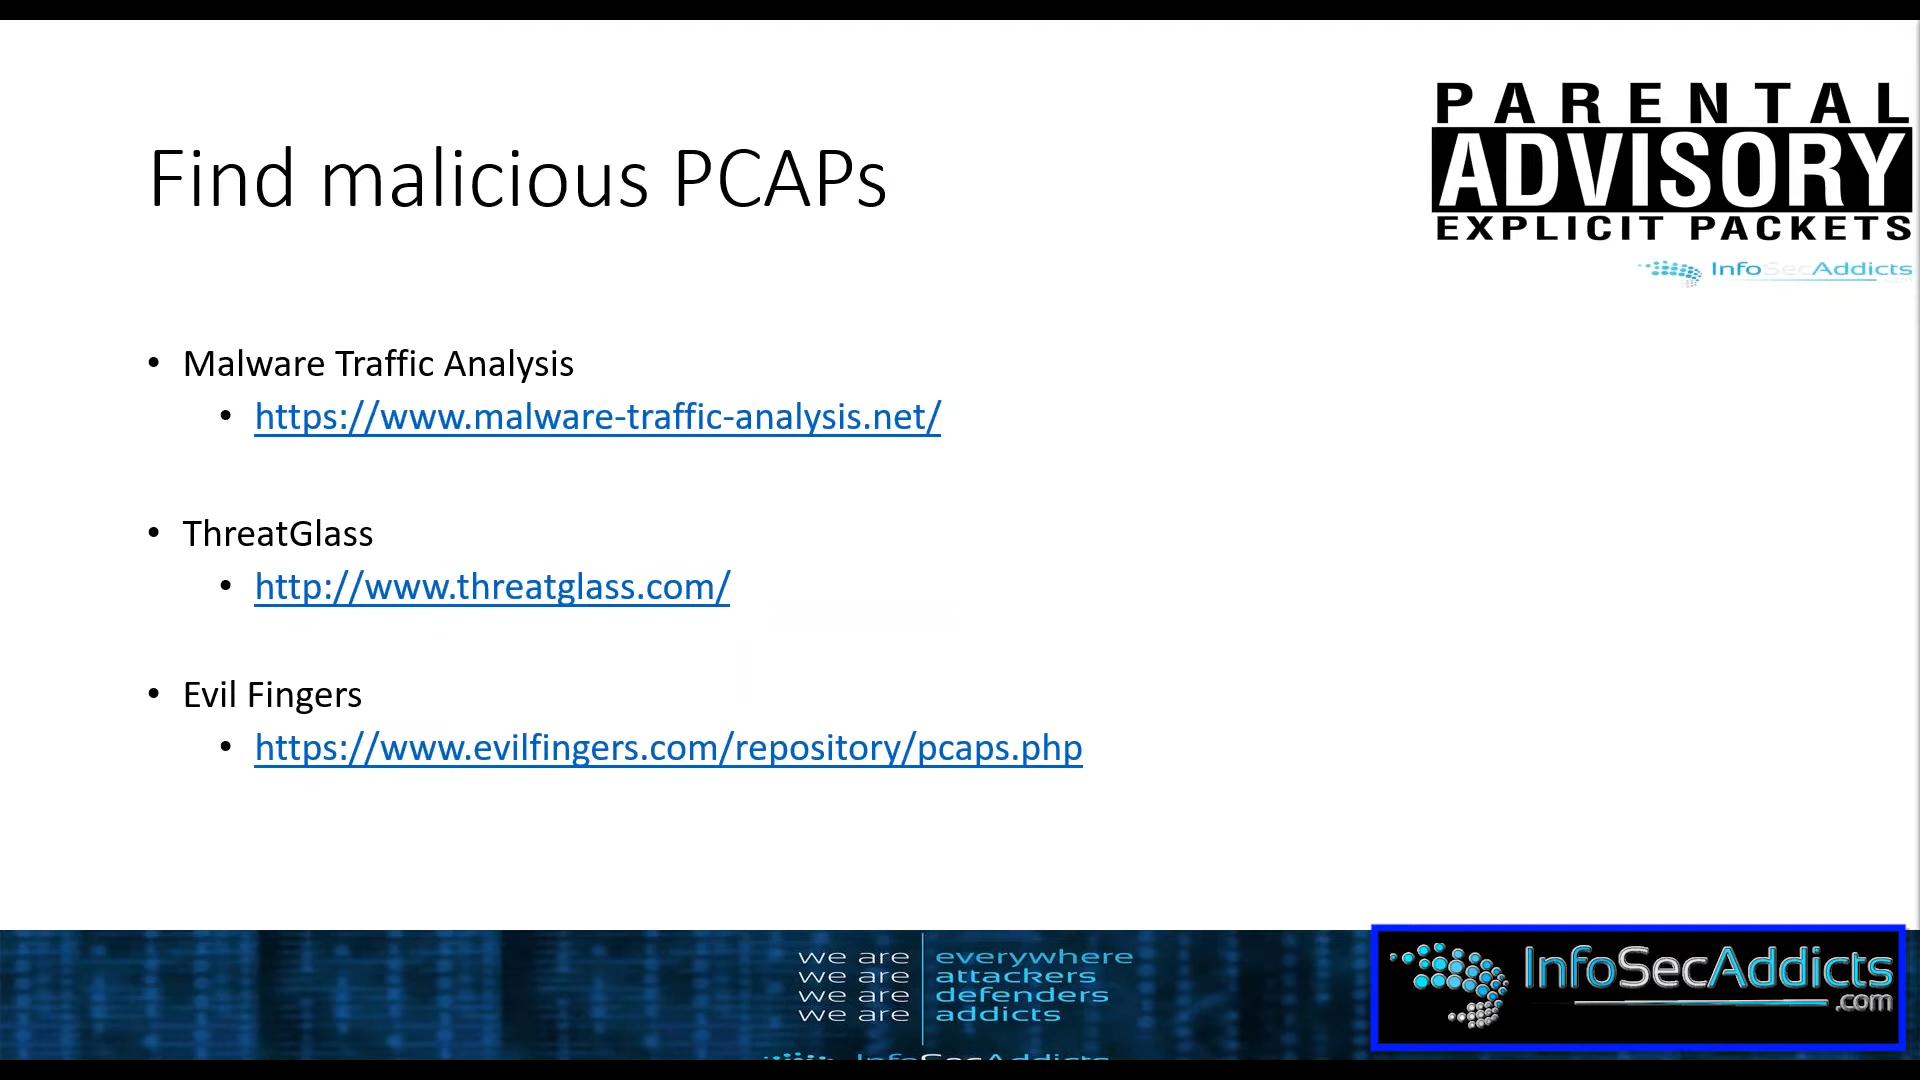 PARENTAL
ADVISORY
EXPLICIT PACKETS
InfoSecAddicts
Find malicious PCAPs
• Malware Traffic Analysis
• https://www.malware-traffic-analysis.net/
• ThreatGlass
• http://www.threatglass.com/
• Evil Fingers
• https://www.evilfingers.com/repository/pcaps.php
we are everywhere
we are attackers
we are defenders
we are addicts
InfoSecAddicts
InfoSecAddicts
.com